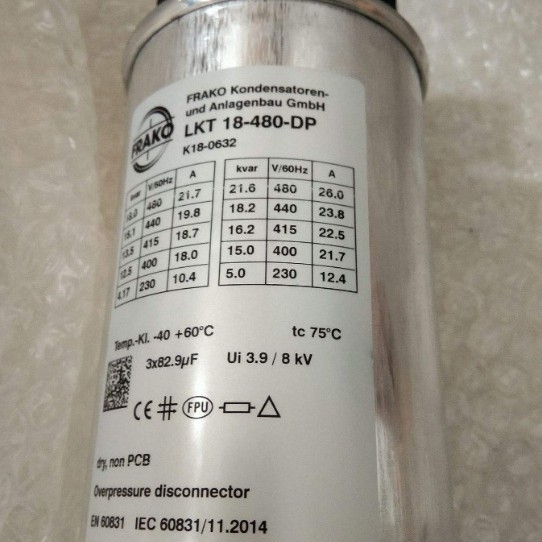 FRAKO Kondensatoren-
und Anlagenbau GmbH
FRAKO
LKT 18-480-DP
K18-0632
kvar V/60Hz A
18.0 480 21.7
15.1 440 19.8
13.5 415 18.7
12.5 400 18.0
4.17 230 10.4
kvar V/60Hz A
21.6 480 26.0
18.2 440 23.8
16.2 415 22.5
15.0 400 21.7
5.0 230 12.4
Temp.-Kl. -40 +60°C tc 75°C
3x82.9µF Ui 3.9 / 8 kV
CE FPU
dry, non PCB
Overpressure disconnector
EN 60831 IEC 60831/11.2014